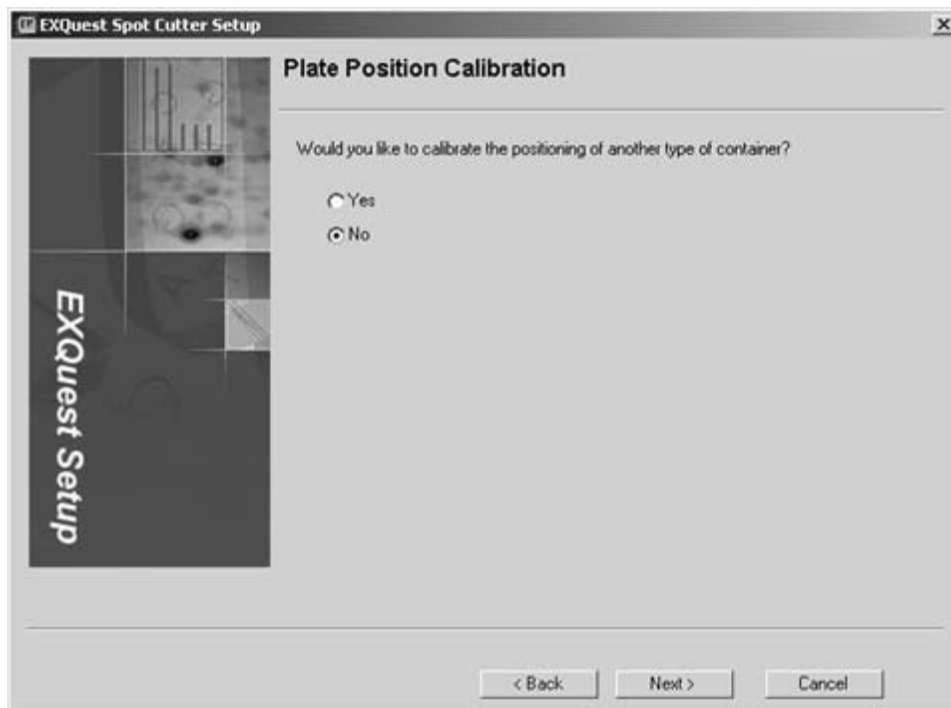 EXQuest Spot Cutter Setup
Plate Position Calibration
Would you like to calibrate the positioning of another type of container?
Yes
No
EXQuest Setup
< Back
Next >
Cancel